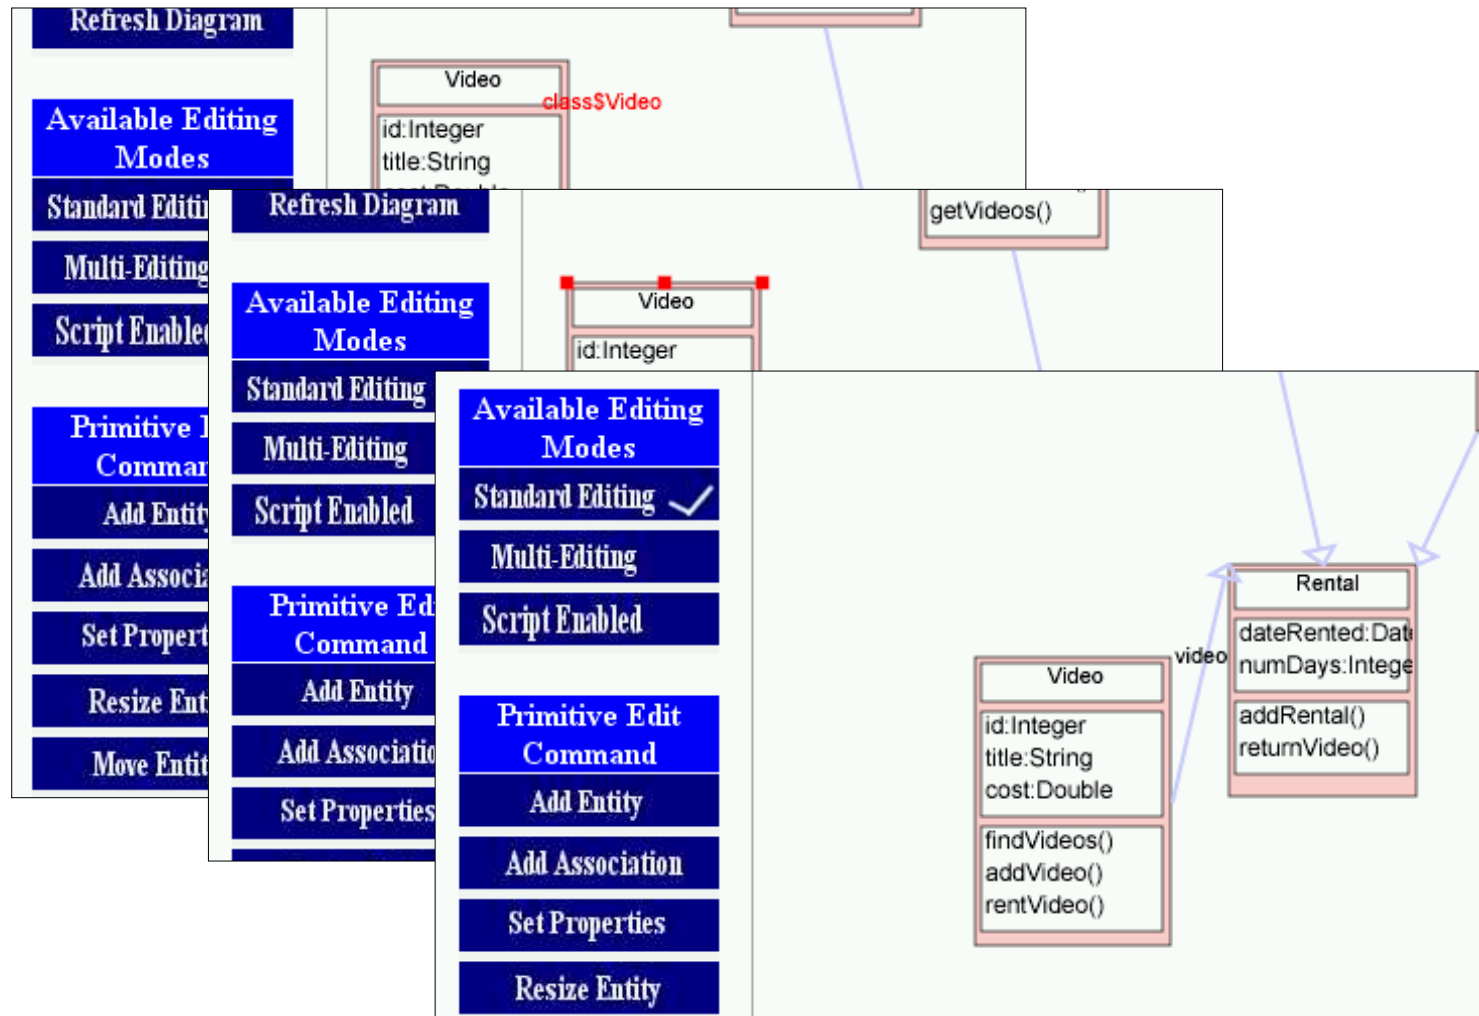 Refresh Diagram
Available Editing
Modes
Standard Editi
Multi-Editing
Script Enabled
Primitive
Comman
Add Entity
Add Associa
Set Propert
Resize Ent
Move Entit
Video
class$Video
id:Integer
title:String
cost:Double
Refresh Diagram
Available Editing
Modes
Standard Editing
Multi-Editing
Script Enabled
Primitive Ed
Command
Add Entity
Add Associatio
Set Properties
getVideos()
Video
id:Integer
Available Editing
Modes
Standard Editing
Multi-Editing
Script Enabled
Primitive Edit
Command
Add Entity
Add Association
Set Properties
Resize Entity
Video
id:Integer
title:String
cost:Double
findVideos()
addVideo()
rentVideo()
video
Rental
dateRented:Dat
numDays:Intege
addRental()
returnVideo()